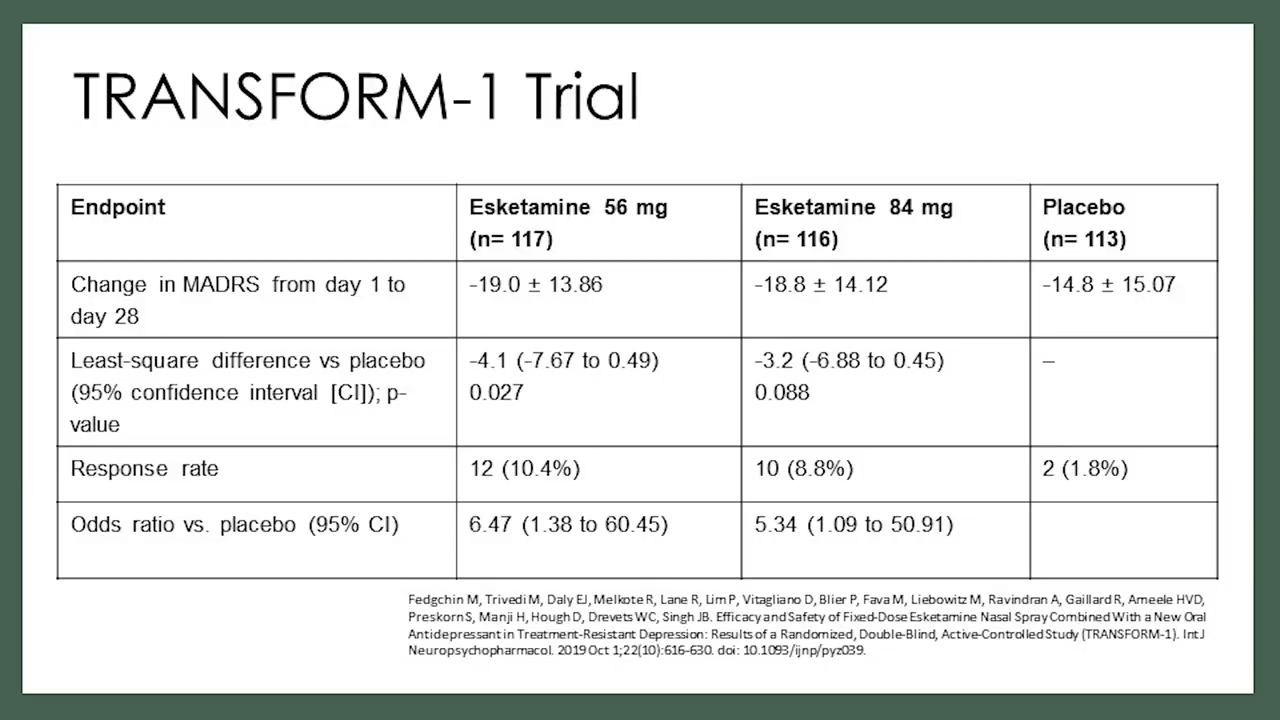 TRANSFORM-1 Trial
Endpoint
Esketamine 56 mg
(n= 117)
Esketamine 84 mg
(n= 116)
Placebo
(n= 113)
Change in MADRS from day 1 to
day 28
-19.0 ± 13.86
-18.8 ± 14.12
-14.8 ± 15.07
Least-square difference vs placebo
(95% confidence interval [CI]); p-
value
-4.1 (-7.67 to 0.49)
0.027
-3.2 (-6.88 to 0.45)
0.088
–
Response rate
12 (10.4%)
10 (8.8%)
2 (1.8%)
Odds ratio vs. placebo (95% CI)
6.47 (1.38 to 60.45)
5.34 (1.09 to 50.91)
Fedgchin M, Trivedi M, Daly EJ, Melkote R, Lane R, Lim P, Vitagliano D, Blier P, Fava M, Liebowitz M, Ravindran A, Gaillard R, Ameele HVD,
Preskorn S, Manji H, Hough D, Drevets WC, Singh JB. Efficacy and Safety of Fixed-Dose Esketamine Nasal Spray Combined With a New Oral
Antidepressant in Treatment-Resistant Depression: Results of a Randomized, Double-Blind, Active-Controlled Study (TRANSFORM-1). Int J
Neuropsychopharmacol. 2019 Oct 1;22(10):616-630. doi: 10.1093/ijnp/pyz039.